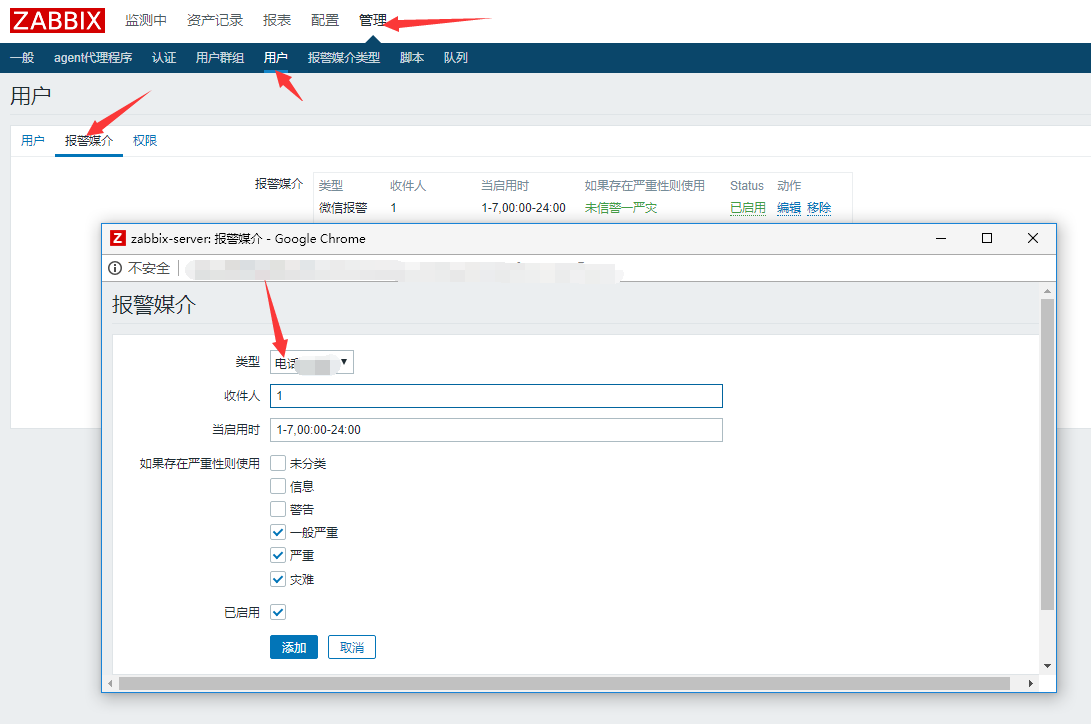 ZABBIX 监测中 资产记录 报表 配置 管理
一般 agent代理程序 认证 用户群组 用户 报警媒介类型 脚本 队列
用户
用户 报警媒介 权限
报警媒介 类型 收件人 当启用时 如果存在严重性则使用 Status 动作
微信报警 1 1-7,00:00-24:00 未信警一严灾 已启用 编辑 移除
Z zabbix-server: 报警媒介 - Google Chrome
不安全
报警媒介
类型 电话
收件人 1
当启用时 1-7,00:00-24:00
如果存在严重性则使用 未分类
信息
警告
一般严重
严重
灾难
已启用
添加 取消